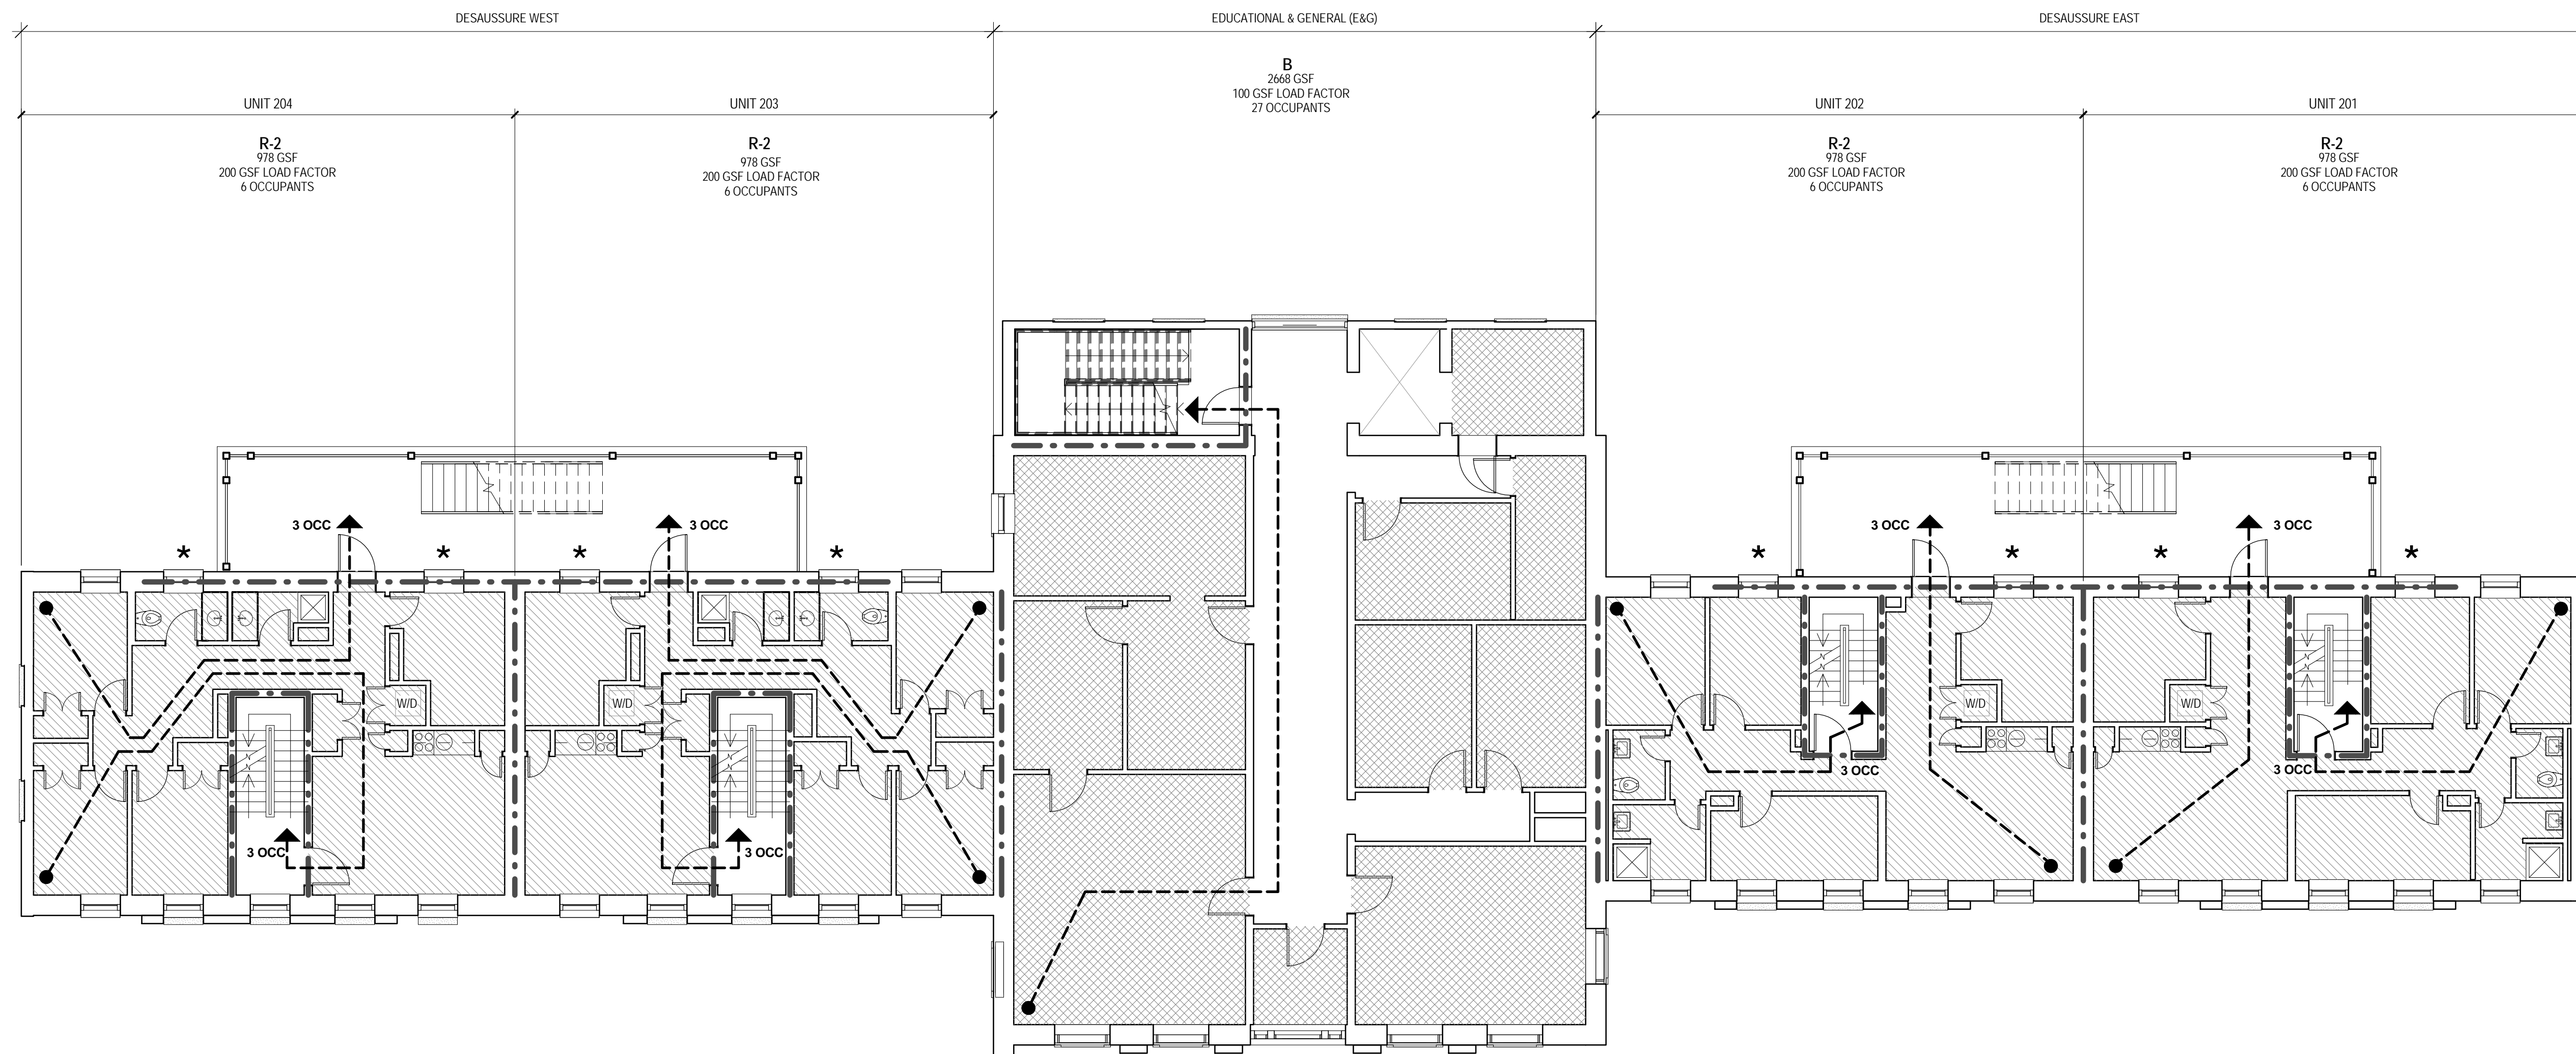 DESAUSSURE WEST
EDUCATIONAL & GENERAL (E&G)
DESAUSSURE EAST
B
2668 GSF
100 GSF LOAD FACTOR
27 OCCUPANTS
UNIT 204
UNIT 203
UNIT 202
UNIT 201
R-2
978 GSF
200 GSF LOAD FACTOR
6 OCCUPANTS
R-2
978 GSF
200 GSF LOAD FACTOR
6 OCCUPANTS
R-2
978 GSF
200 GSF LOAD FACTOR
6 OCCUPANTS
R-2
978 GSF
200 GSF LOAD FACTOR
6 OCCUPANTS
3 OCC
3 OCC
3 OCC
3 OCC
*
*
*
*
*
*
*
*
W/D
W/D
W/D
W/D
3 OCC
3 OCC
3 OCC
3 OCC